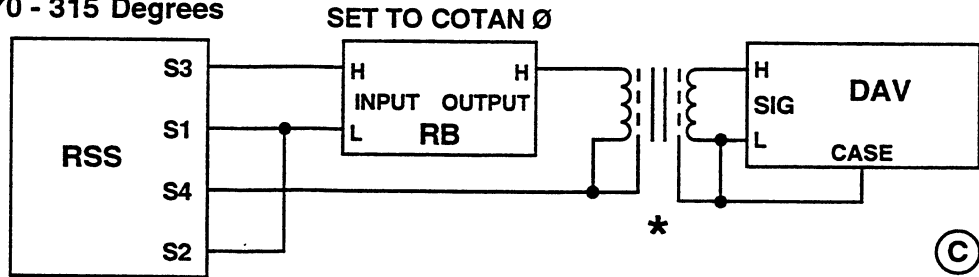 70 - 315 Degrees
SET TO COTAN Ø
S3
H
H
H
INPUT OUTPUT
SIG
DAV
S1
L
RB
L
RSS
CASE
S4
*
S2
C